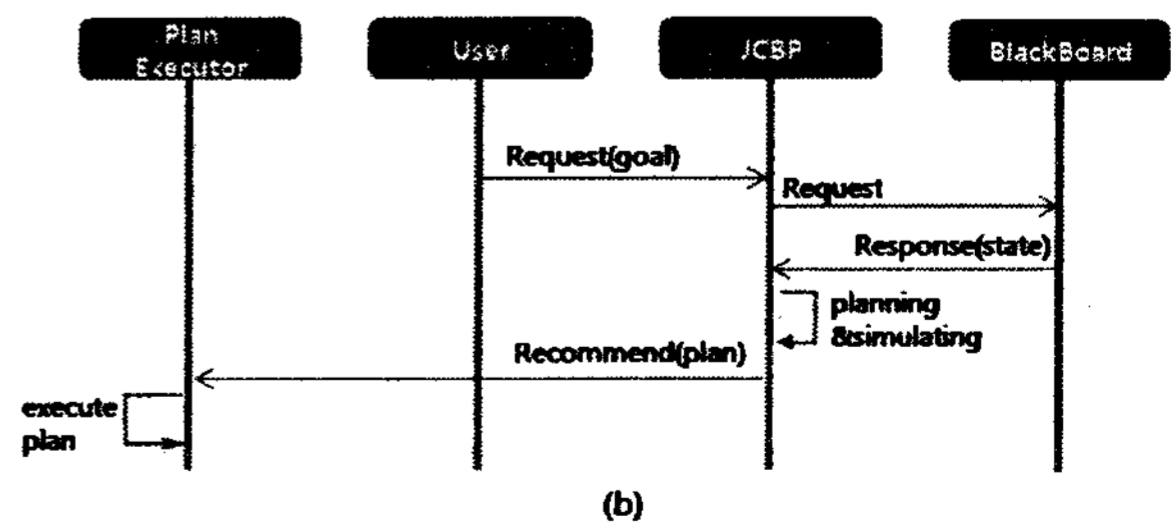 Plan
Executor
User
JCBP
BlackBoard
Request(goal)
Request
Response(state)
planning
&simulating
Recommend(plan)
execute
plan
(b)